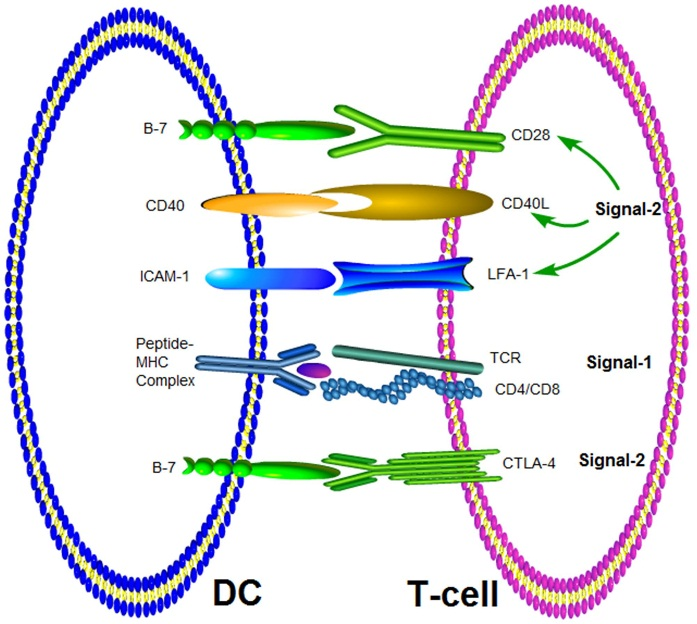 B-7
CD28
CD40
CD40L
Signal-2
ICAM-1
LFA-1
Peptide-
MHC
Complex
TCR
CD4/CD8
Signal-1
B-7
CTLA-4
Signal-2
DC
T-cell